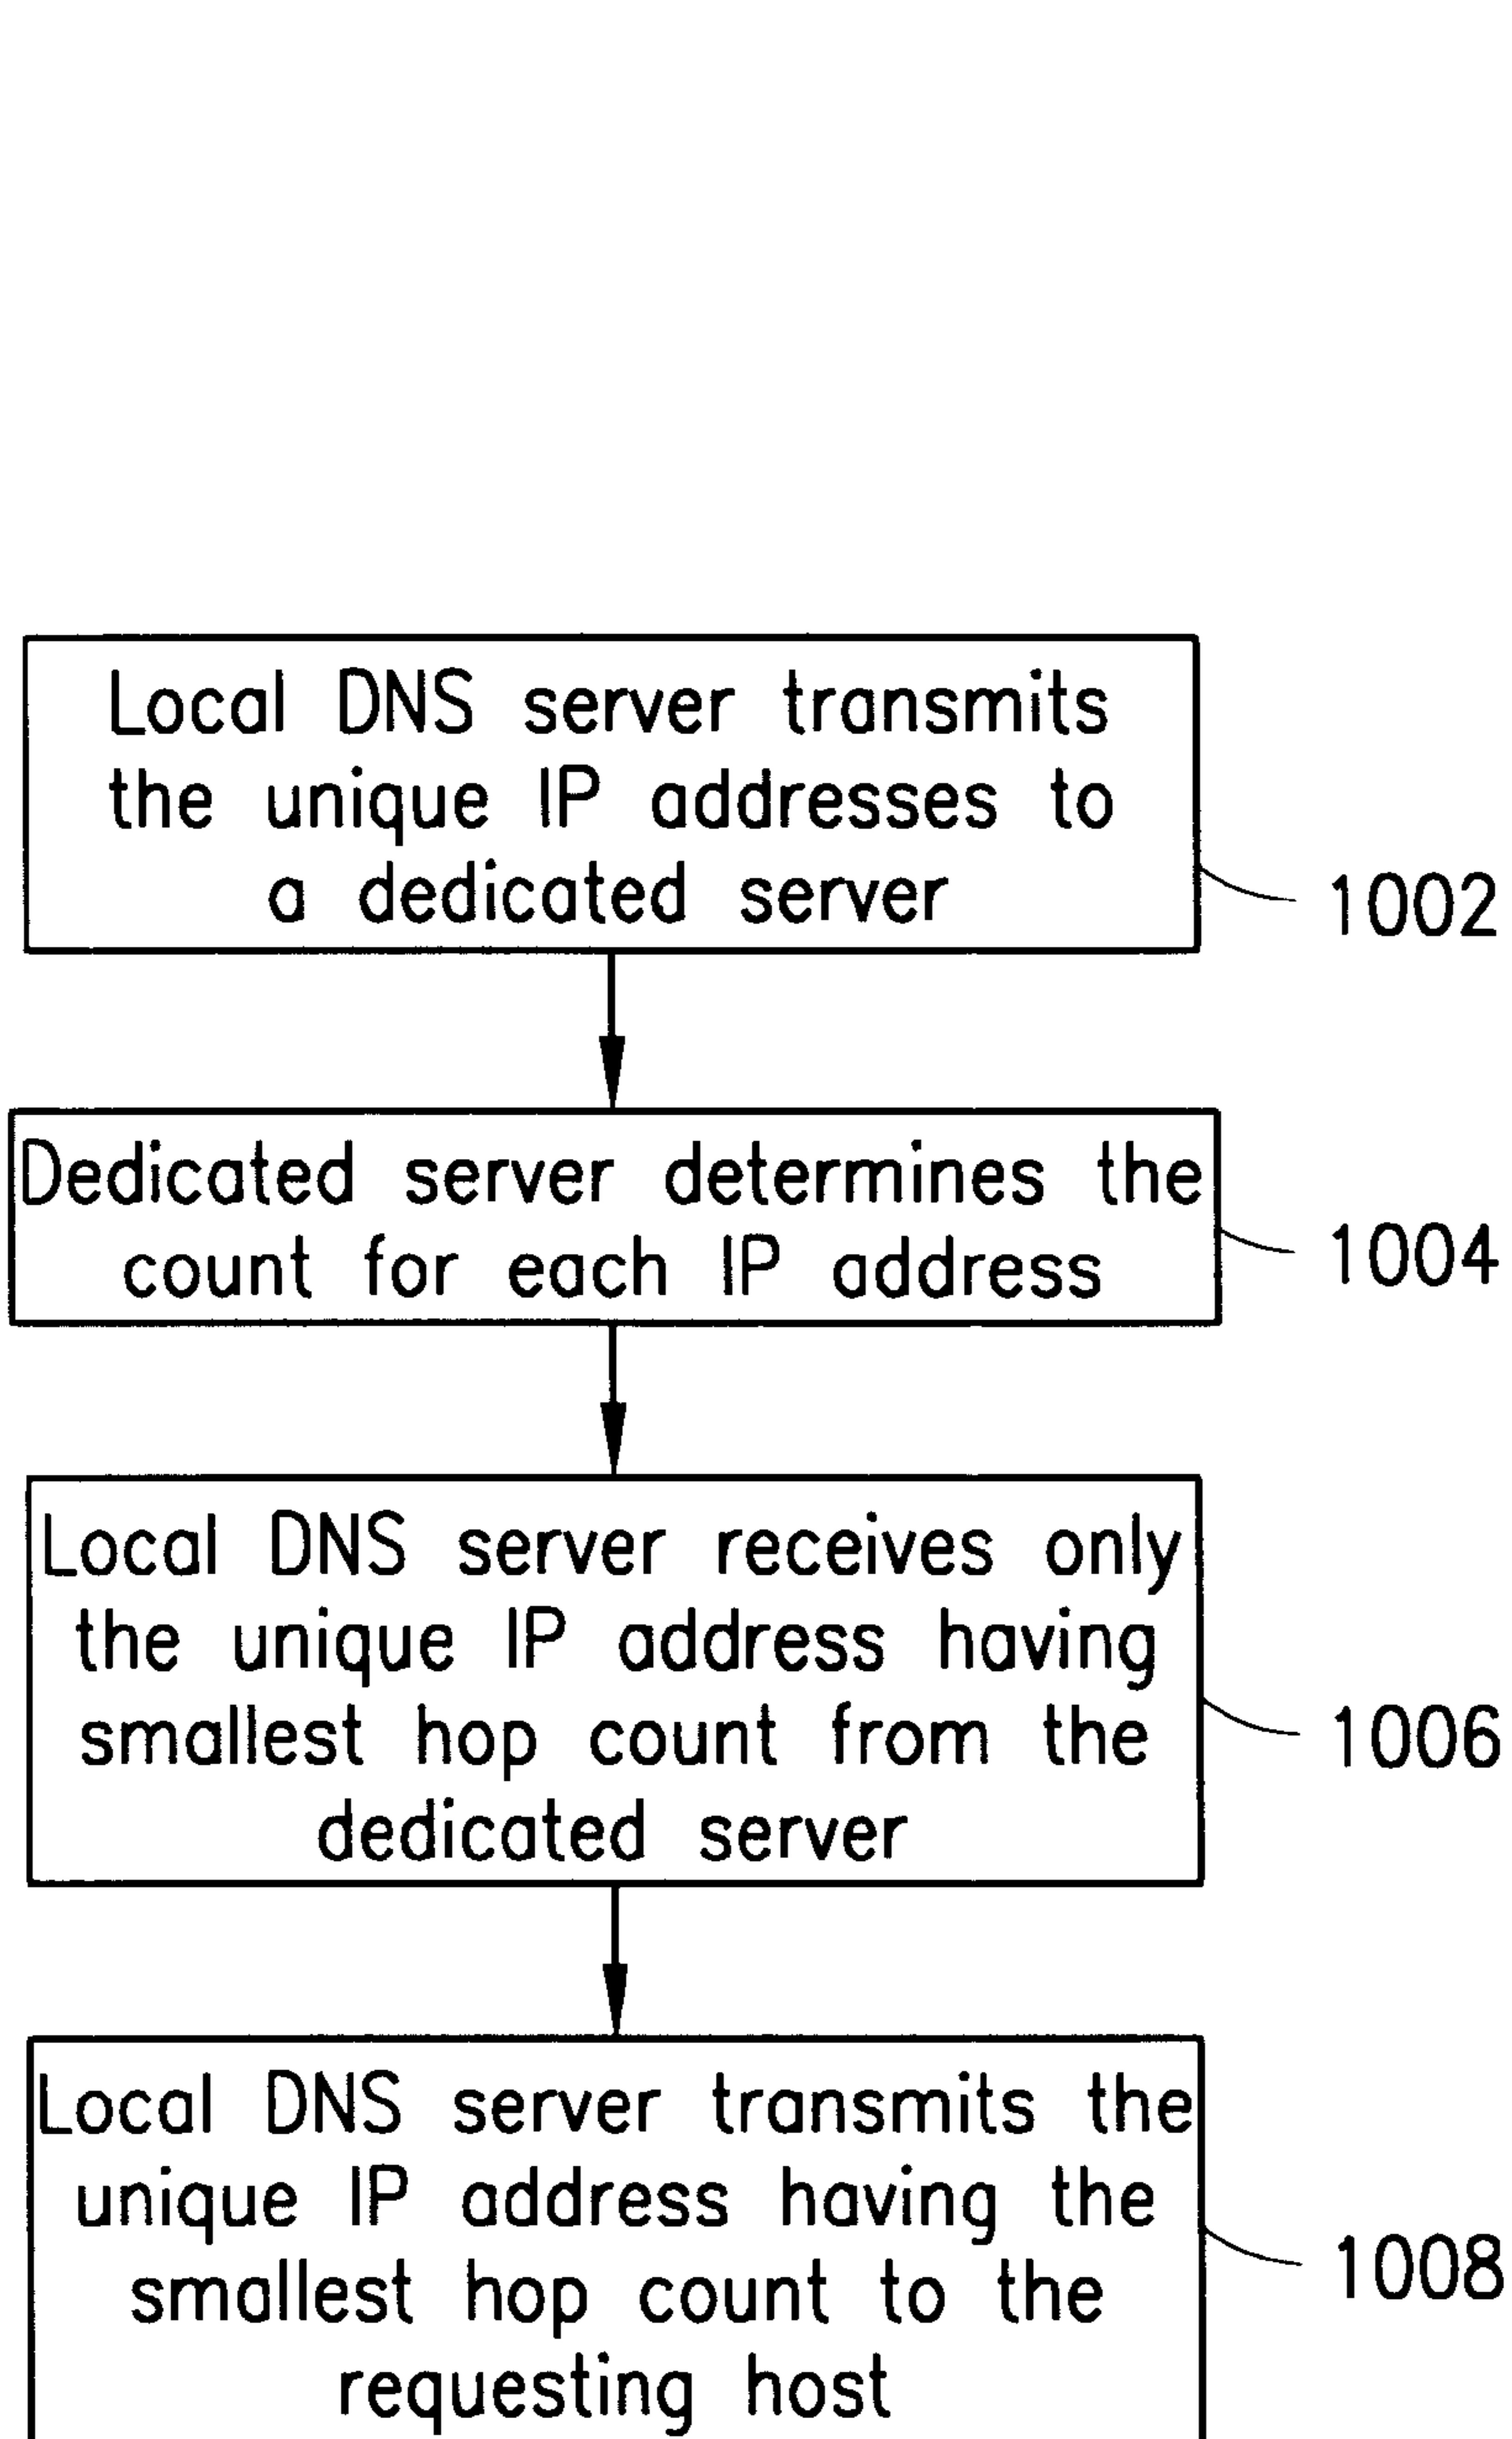 Local DNS server transmits
the unique IP addresses to
a dedicated server
1002
Dedicated server determines the
count for each IP address
1004
Local DNS server receives only
the unique IP address having
smallest hop count from the
dedicated server
1006
Local DNS server transmits the
unique IP address having the
smallest hop count to the
requesting host
1008